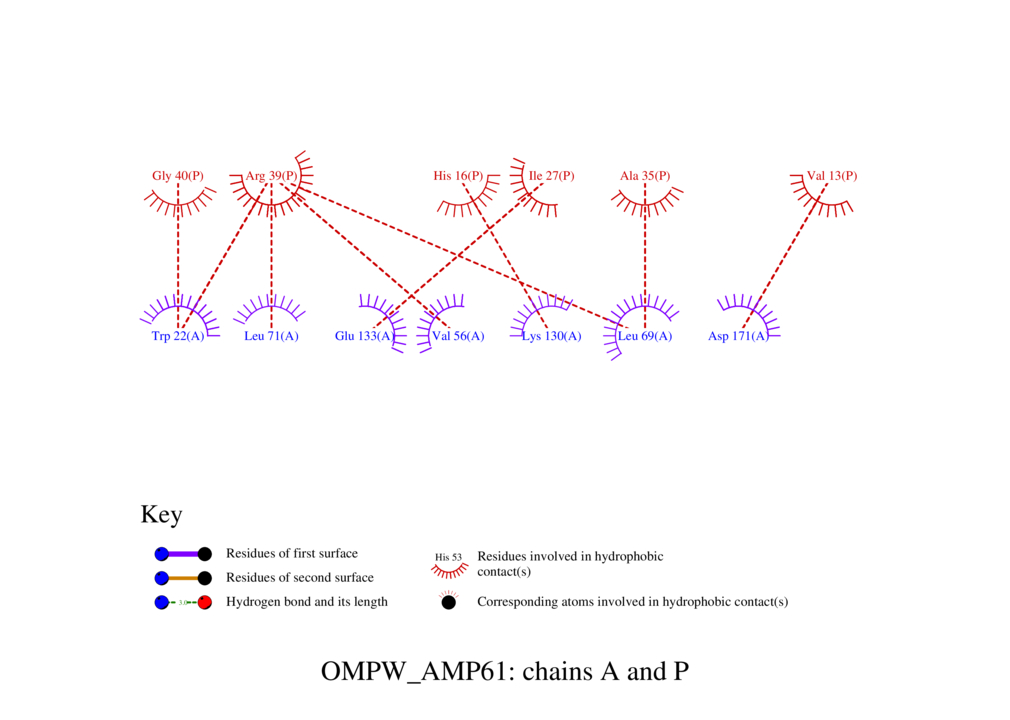 Gly 40(P) Arg 39(P) His 16(P) Ile 27(P) Ala 35(P) Val 13(P)
Trp 22(A) Leu 71(A) Glu 133(A) Val 56(A) Lys 130(A) Leu 69(A) Asp 171(A)
Key
Residues of first surface
Residues of second surface
3.0 Hydrogen bond and its length
His 53 Residues involved in hydrophobic
contact(s)
Corresponding atoms involved in hydrophobic contact(s)
OMPW_AMP61: chains A and P